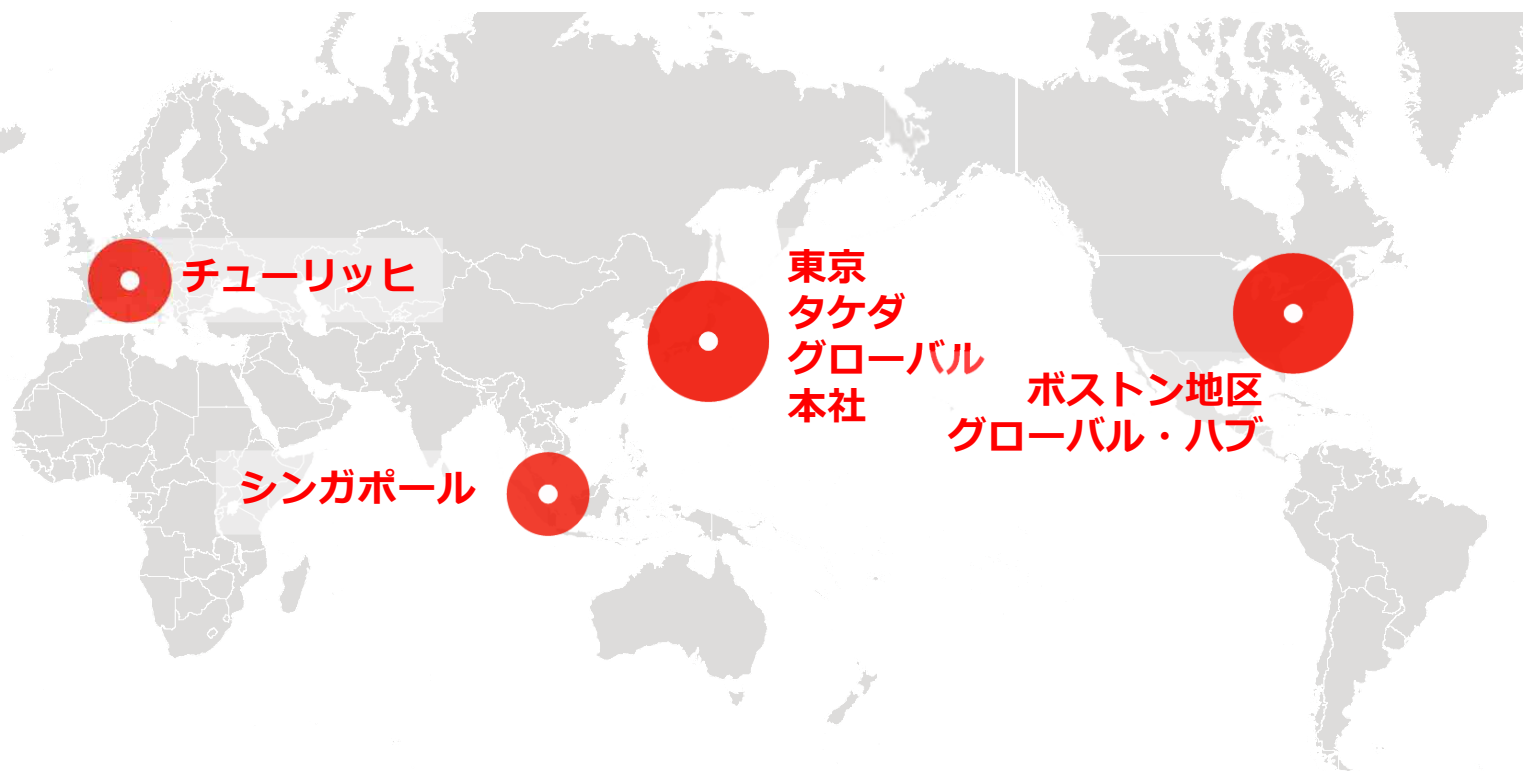 チューリッヒ
東京
タケダ
グローバル
本社
ボストン地区
グローバル・ハブ
シンガポール